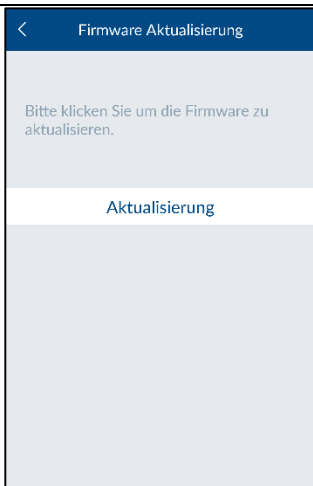 Firmware Aktualisierung
Bitte klicken Sie um die Firmware zu
aktualisieren.
Aktualisierung